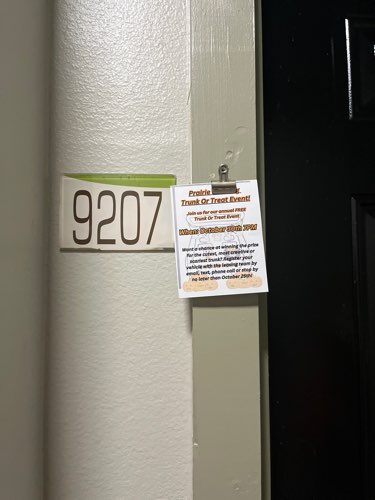 9207
Prairie
Trunk Or Treat Event!
Join us for our annual FREE
Trunk Or Treat Event
When: October 30th 7PM
Want a chance at winning the prize
for the cutest, most creative or
scariest trunk? Register your
vehicle with the leasing team by
email, text, phone call or stop by
no later than October 26th!